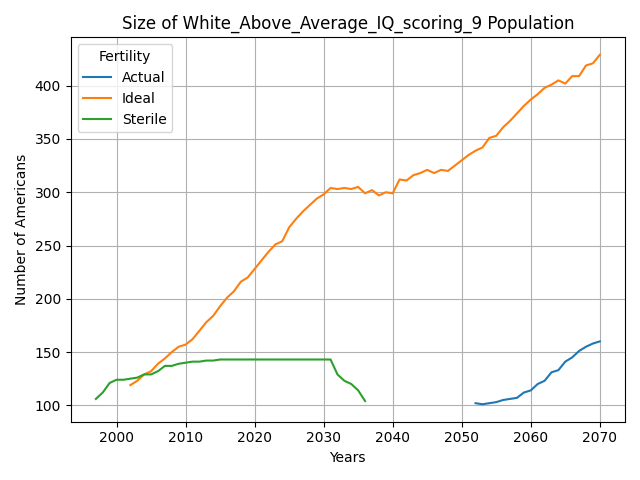 Size of White_Above_Average_IQ_scoring_9 Population
Fertility
Actual
Ideal
Sterile
Number of Americans
400
350
300
250
200
150
100
2000 2010 2020 2030 2040 2050 2060 2070
Years